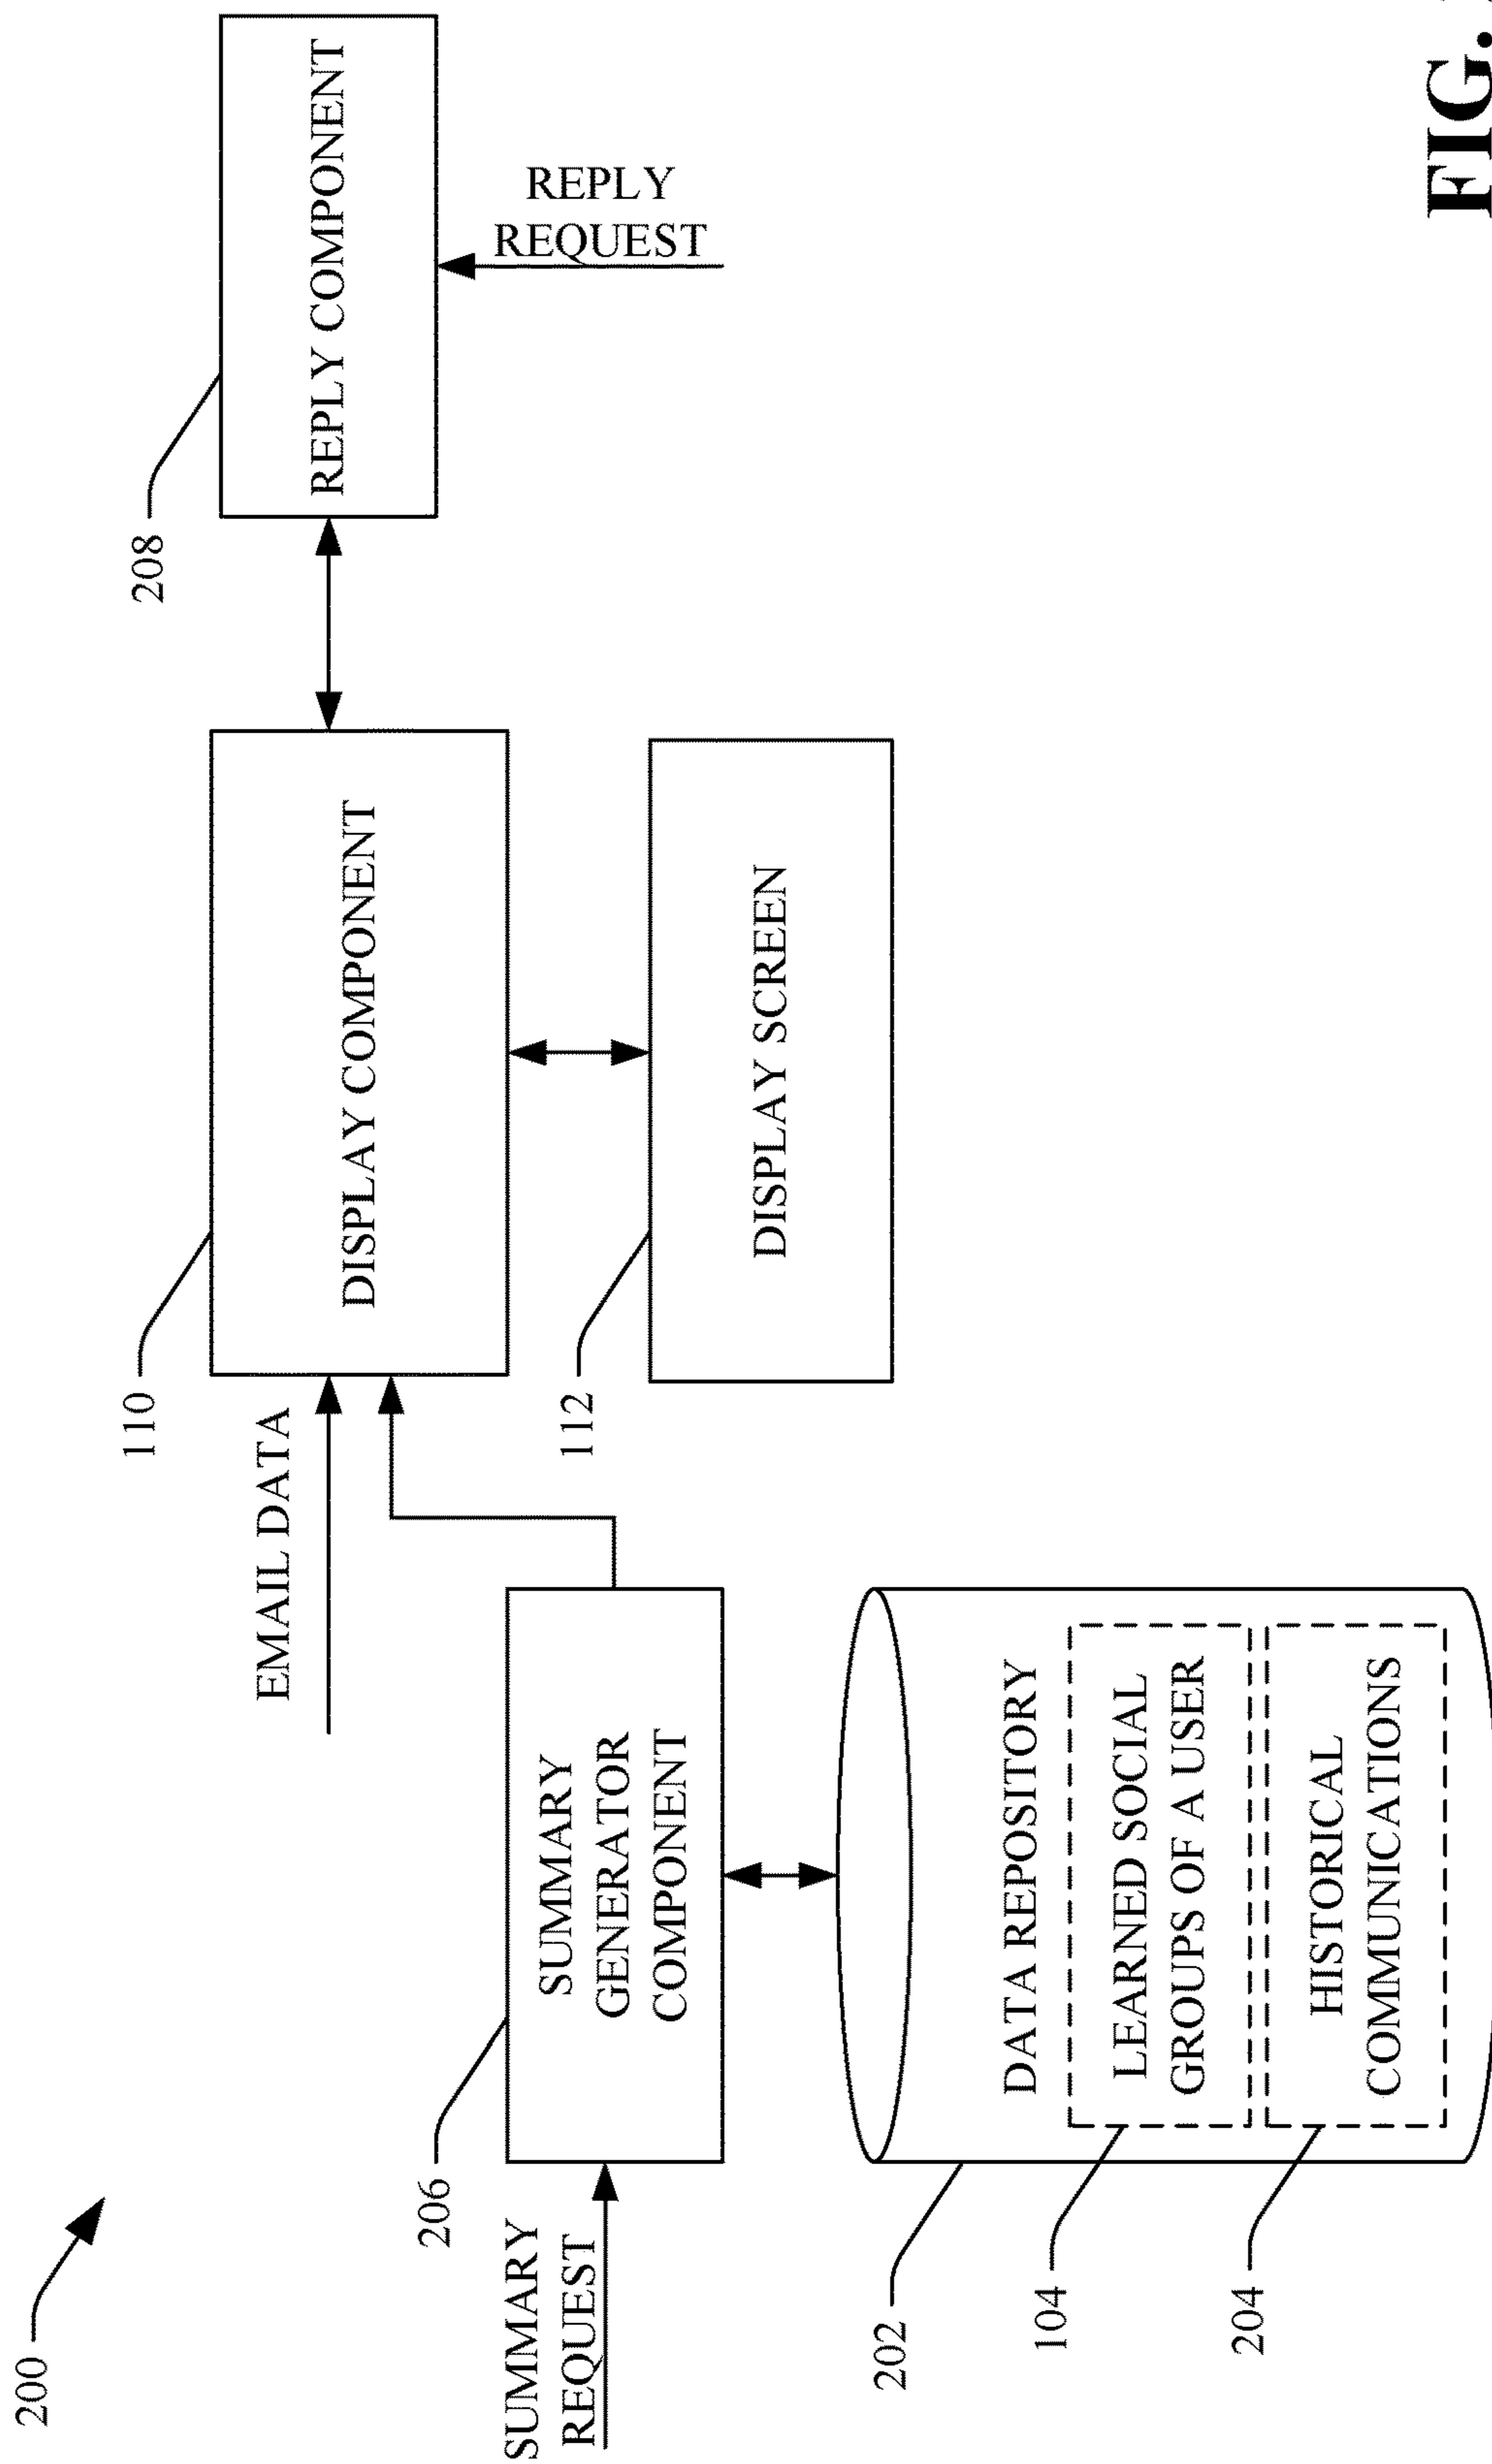 200
EMAIL DATA
110
DISPLAY COMPONENT
208
REPLY COMPONENT
REPLY
REQUEST
SUMMARY
REQUEST
206
SUMMARY
GENERATOR
COMPONENT
112
DISPLAY SCREEN
202
DATA REPOSITORY
104
LEARNED SOCIAL
GROUPS OF A USER
204
HISTORICAL
COMMUNICATIONS
FIG.